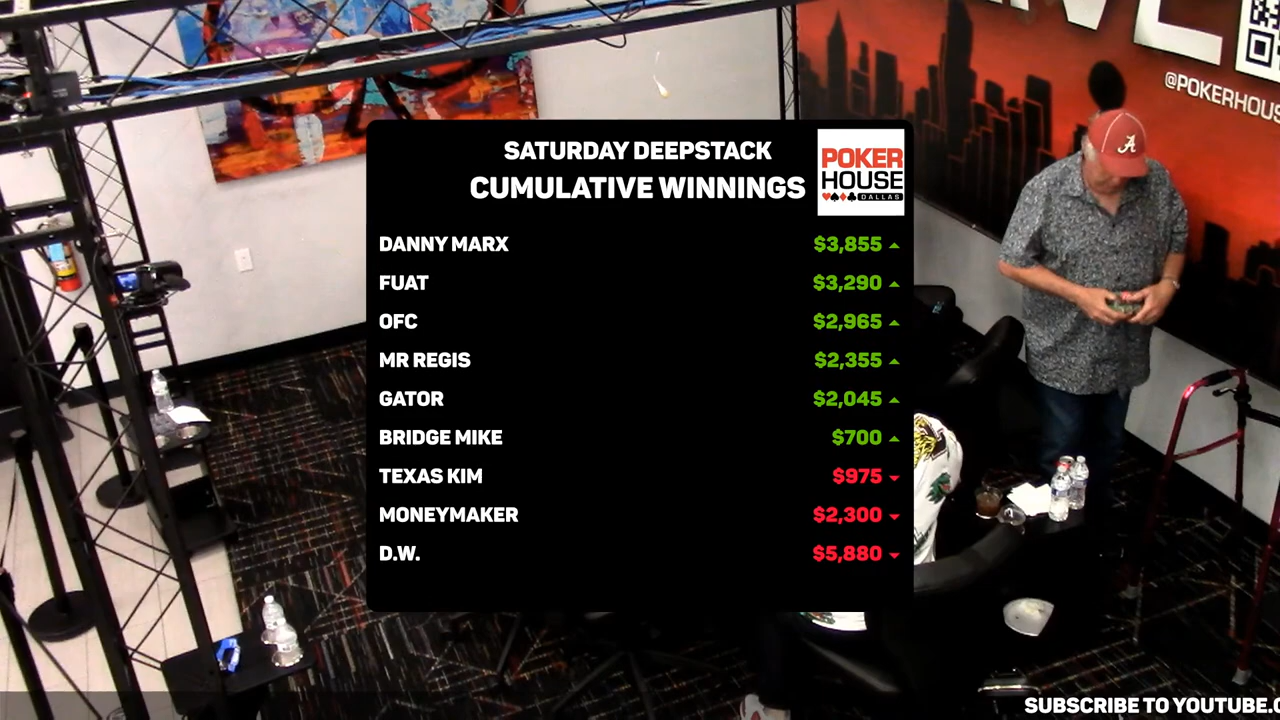 LIVE
@POKERHOUS
A
SATURDAY DEEPSTACK
CUMULATIVE WINNINGS
POKER
HOUSE
DALLAS
DANNY MARX $3,855
FUAT $3,290
OFC $2,965
MR REGIS $2,355
GATOR $2,045
BRIDGE MIKE $700
TEXAS KIM $975
MONEYMAKER $2,300
D.W. $5,880
SUBSCRIBE TO YOUTUBE.C